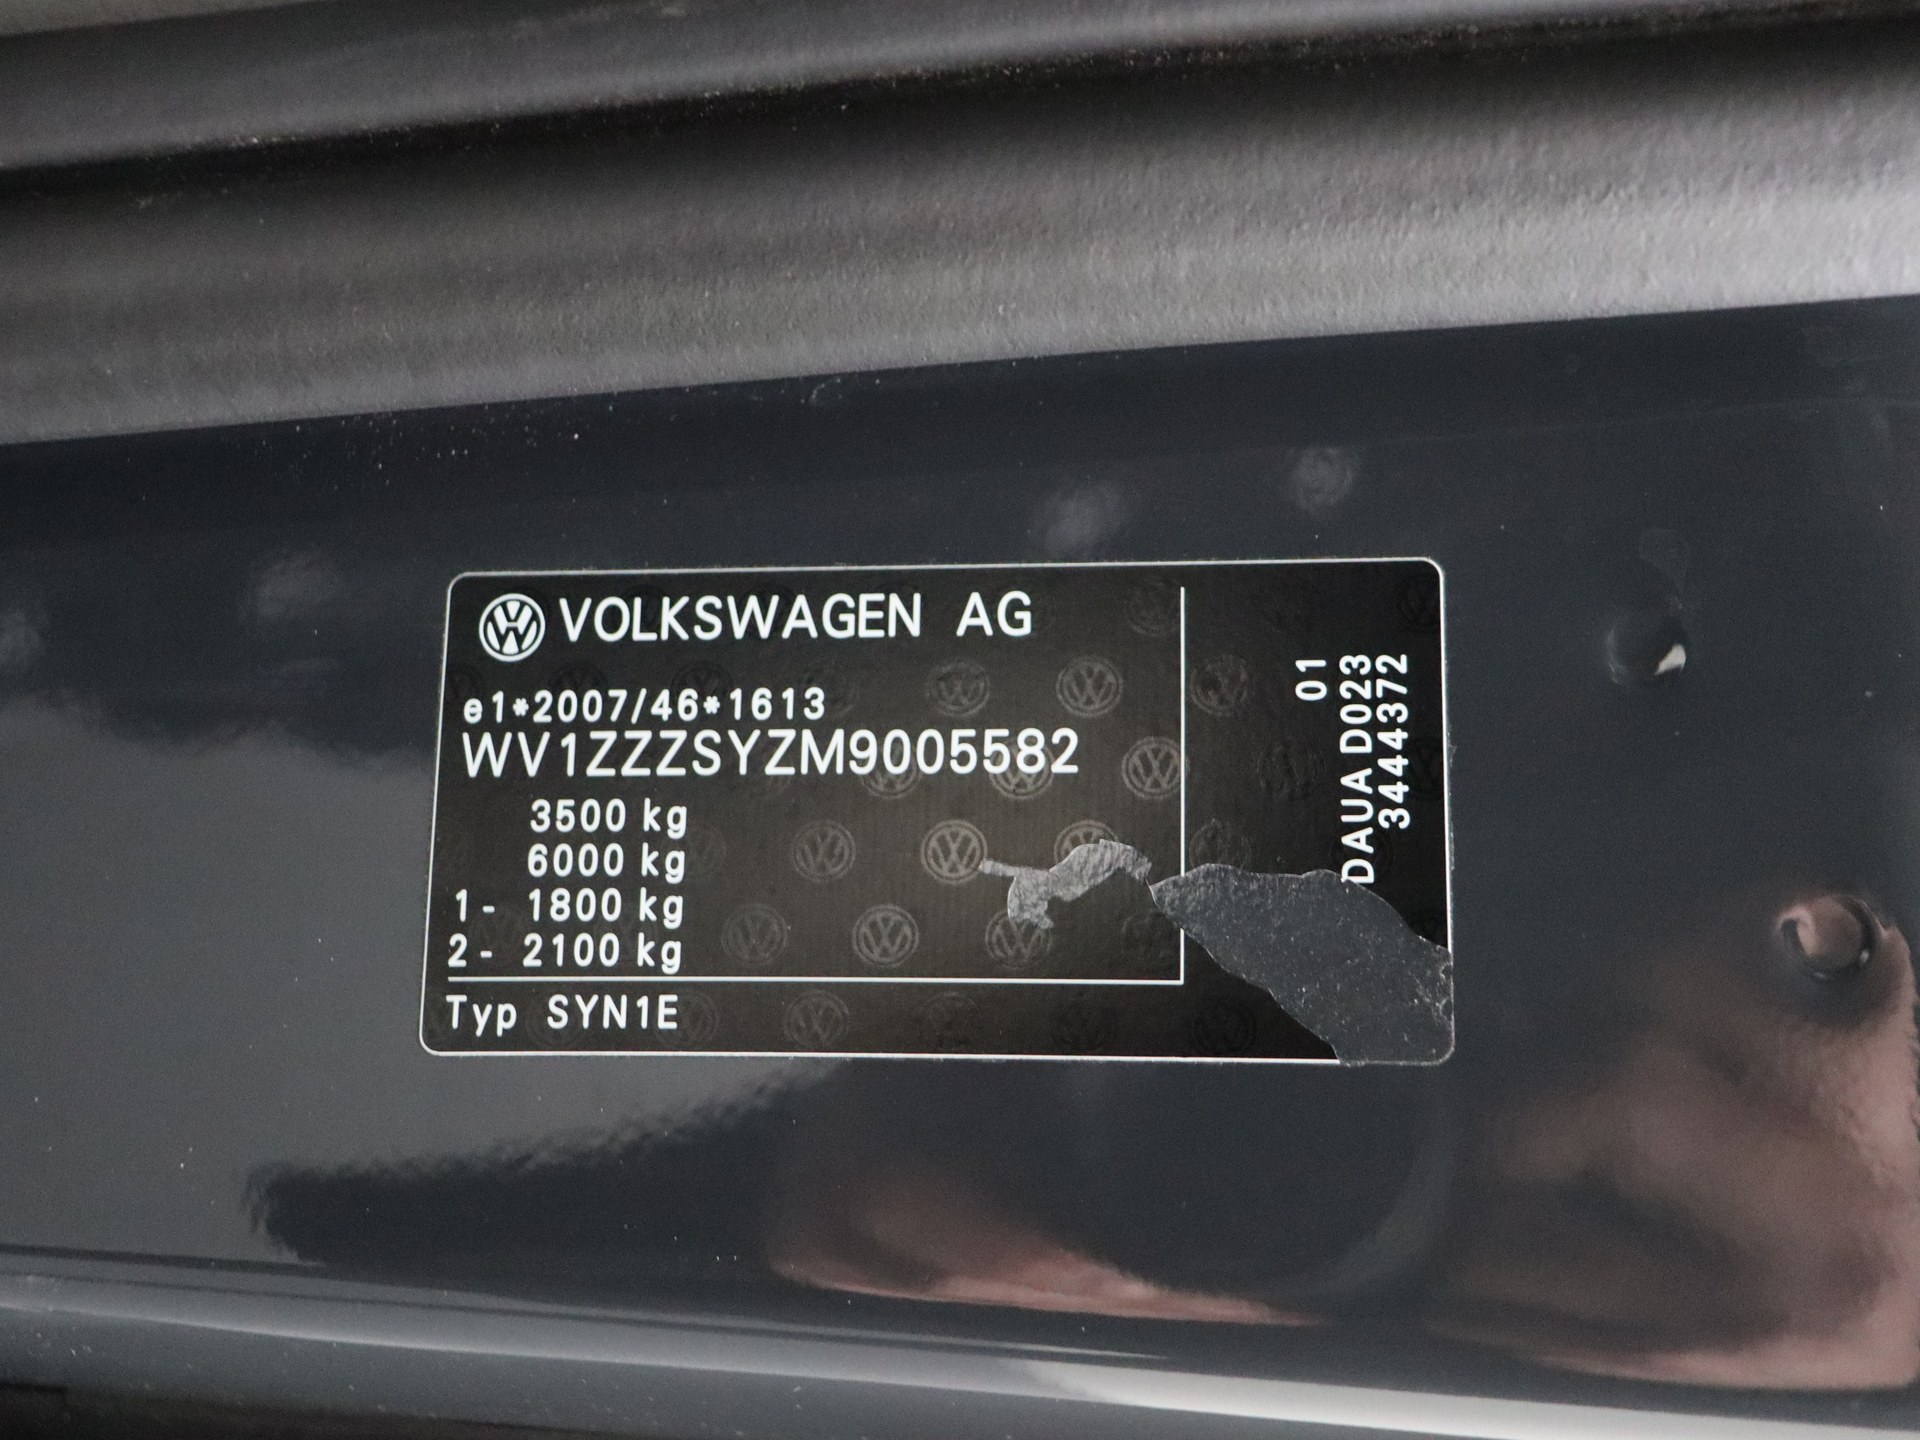 VOLKSWAGEN AG
e1*2007/46*1613
WV1ZZZSYZM9005582
3500 kg
6000 kg
1- 1800 kg
2- 2100 kg
Typ SYN1E
01
DAUA D023
3444372